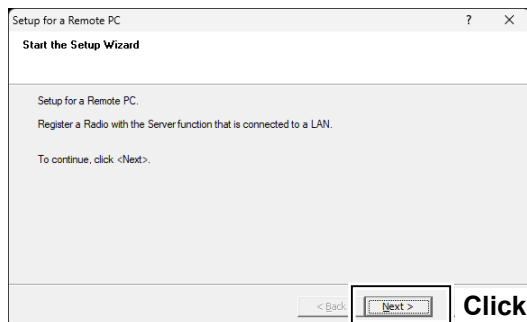 Setup for a Remote PC ? ×
Start the Setup Wizard
Setup for a Remote PC.
Register a Radio with the Server function that is connected to a LAN.
To continue, click <Next>.
< Back Next > Click